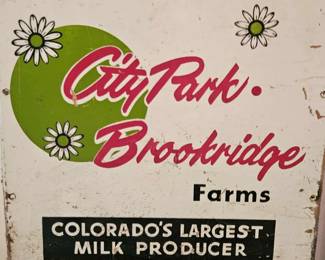 City Park •
Brookridge
Farms
COLORADO'S LARGEST
MILK PRODUCER